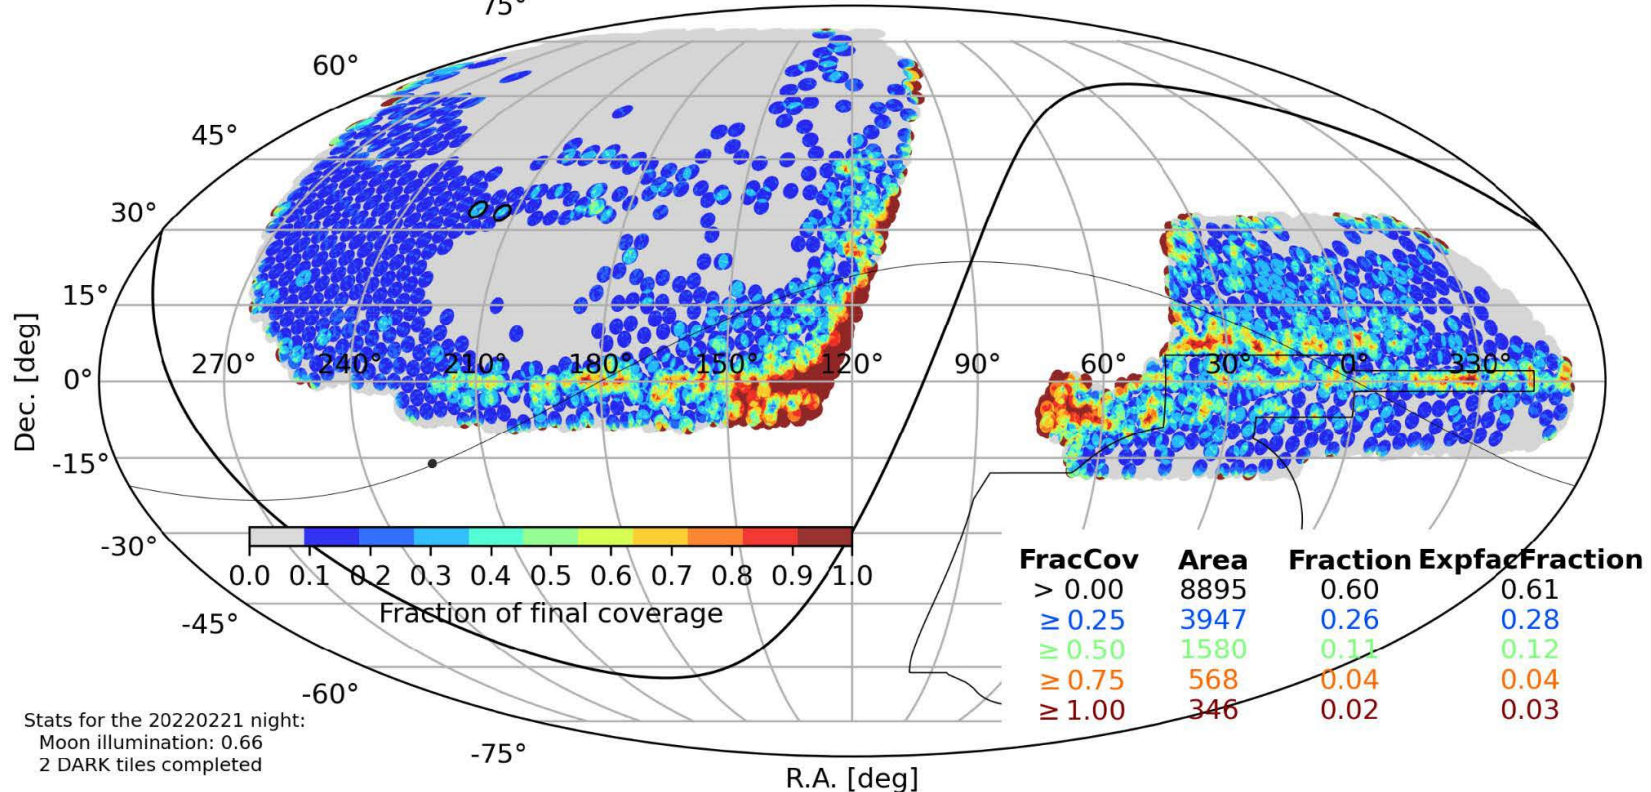 75°
60°
45°
30°
15°
0°
-15°
-30°
-45°
-60°
-75°
Dec. [deg]
270° 240° 210° 180° 150° 120° 90° 60° 30° 0° 330°
0.0 0.1 0.2 0.3 0.4 0.5 0.6 0.7 0.8 0.9 1.0
Fraction of final coverage
FracCov Area Fraction ExpfacFraction
> 0.00 8895 0.60 0.61
≥ 0.25 3947 0.26 0.28
≥ 0.50 1580 0.11 0.12
≥ 0.75 568 0.04 0.04
≥ 1.00 346 0.02 0.03
Stats for the 20220221 night:
Moon illumination: 0.66
2 DARK tiles completed
R.A. [deg]